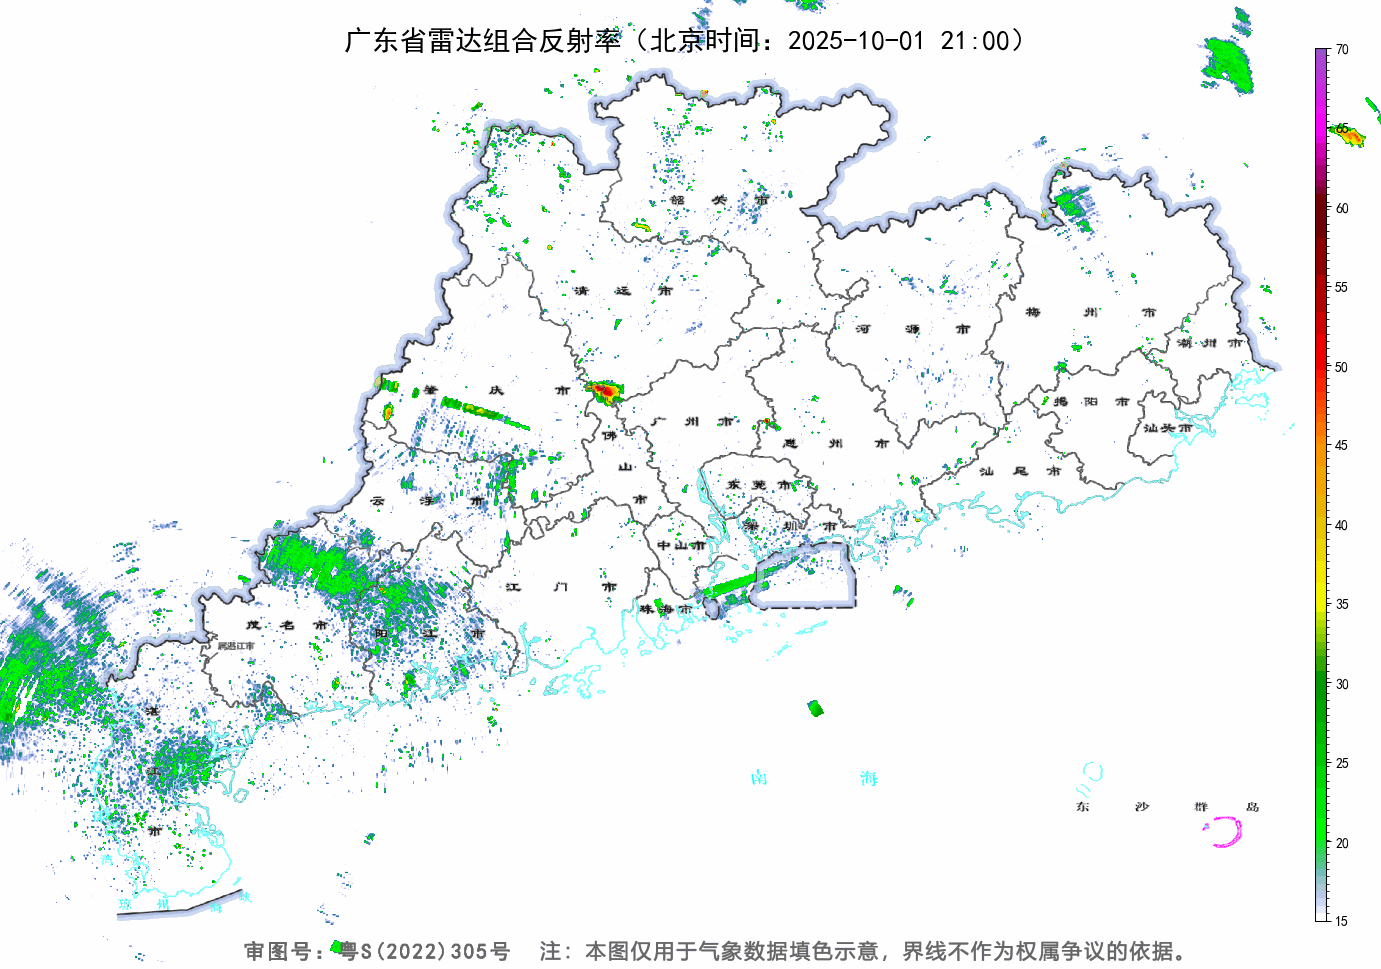 广东省雷达组合反射率（北京时间：2025-10-01 21:00）
70
65
60
55
50
45
40
35
30
25
20
15
韶关市
清远市
河源市
梅州市
潮州市
肇庆市
广州市
揭阳市
汕头市
佛山市
惠州市
汕尾市
云浮市
东莞市
深圳市
中山市
江门市
珠海市
茂名市
阳江市
属湛江市
湛江市
南海
东沙群岛
湾
琼州海峡
审图号：粤S(2022)305号 注：本图仅用于气象数据填色示意，界线不作为权属争议的依据。